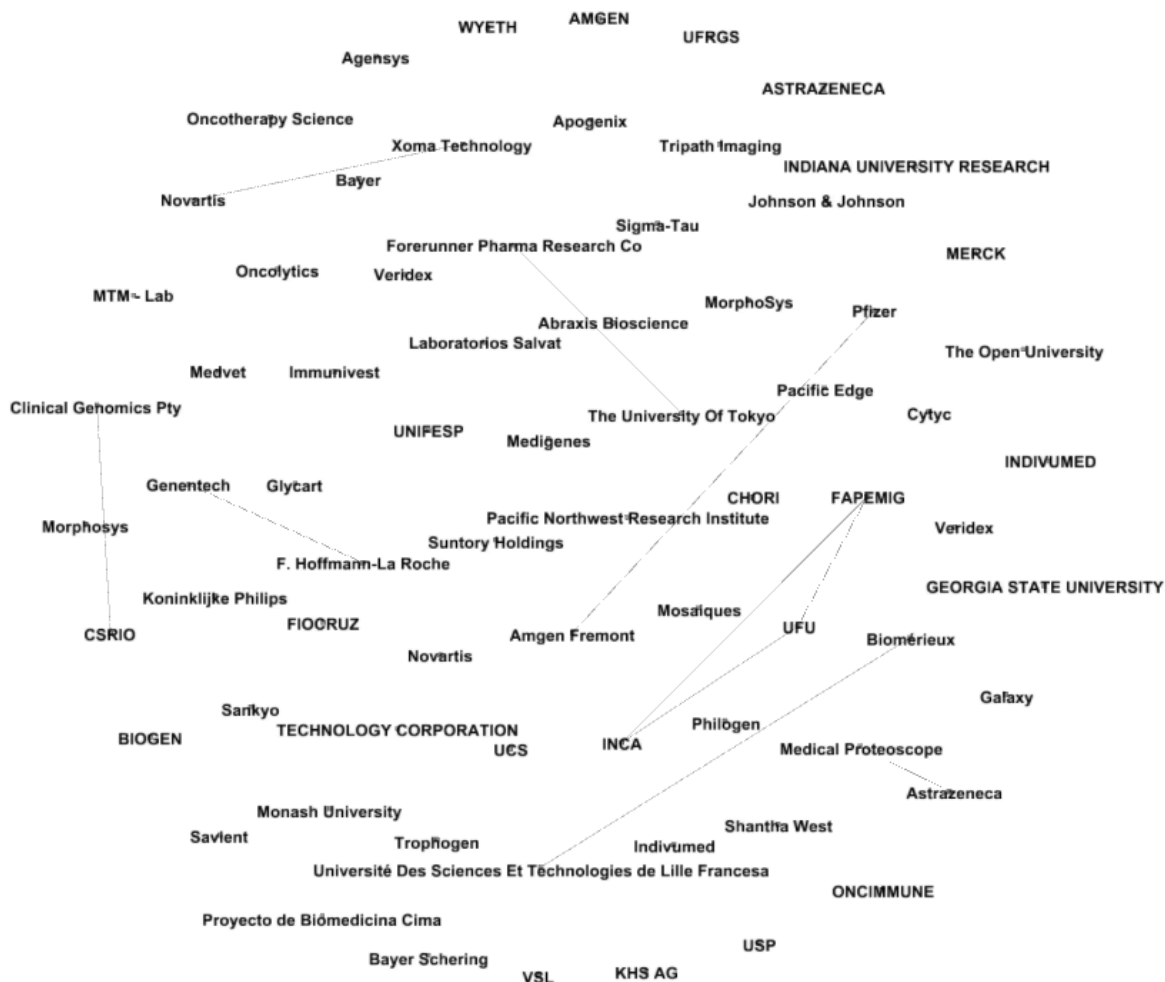 AMGEN
WYETH
UFRGS
Agensys
ASTRAZENECA
Oncotherapy Science
Apogenix
Xoma Technology
Tripath Imaging
INDIANA UNIVERSITY RESEARCH
Bayer
Novartis
Johnson & Johnson
Sigma-Tau
Forerunner Pharma Research Co
MERCK
Oncolytics
Veridex
MTM - Lab
MorphoSys
Pfizer
Abraxis Bioscience
Laboratorios Salvat
The Open University
Medvet
Immunivest
Pacific Edge
Clinical Genomics Pty
The University Of Tokyo
Cytyc
UNIFESP
Medigenes
INDIVUMED
Genentech
Glycart
CHORI
FAPEMIG
Pacific Northwest Research Institute
Morphosys
Veridex
Suntory Holdings
F. Hoffmann-La Roche
GEORGIA STATE UNIVERSITY
Koninklijke Philips
Mosaïques
FIOCRUZ
UFU
CSRIO
Amgen Fremont
Biomérieux
Novartis
Galaxy
Sankyo
Philogen
TECHNOLOGY CORPORATION
BIOGEN
UCS
INCA
Medical Proteoscope
Astrazeneca
Monash University
Shantha West
Savient
Trophogen
Indivumed
Université Des Sciences Et Technologies de Lille Francesa
ONCIMMUNE
Proyecto de Biomedicina Cima
USP
Bayer Schering
KHS AG
VSL